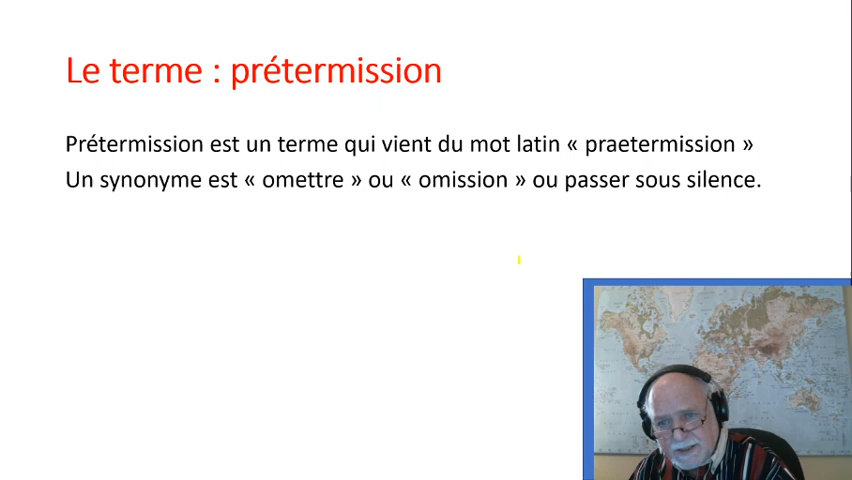 Le terme : prétermission
Prétermission est un terme qui vient du mot latin « praetermission »
Un synonyme est « omettre » ou « omission » ou passer sous silence.